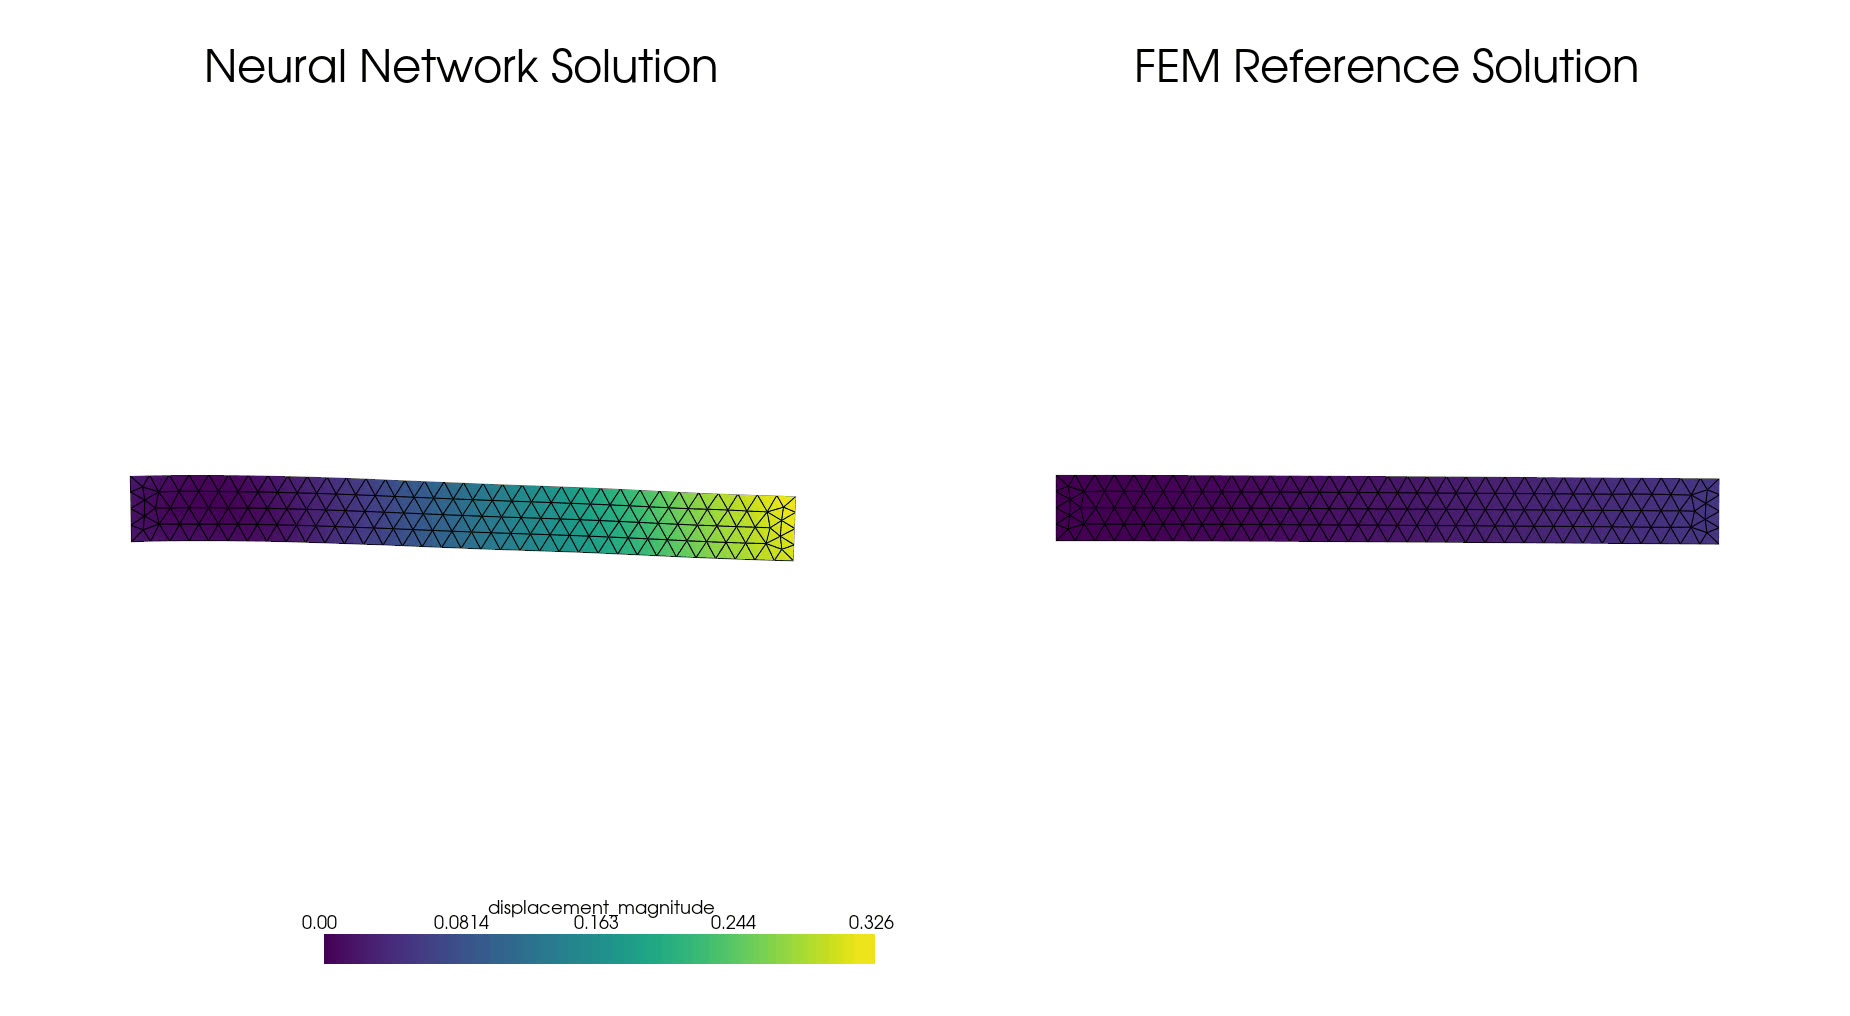 Neural Network Solution
FEM Reference Solution
displacement_magnitude
0.00 0.0814 0.163 0.244 0.326